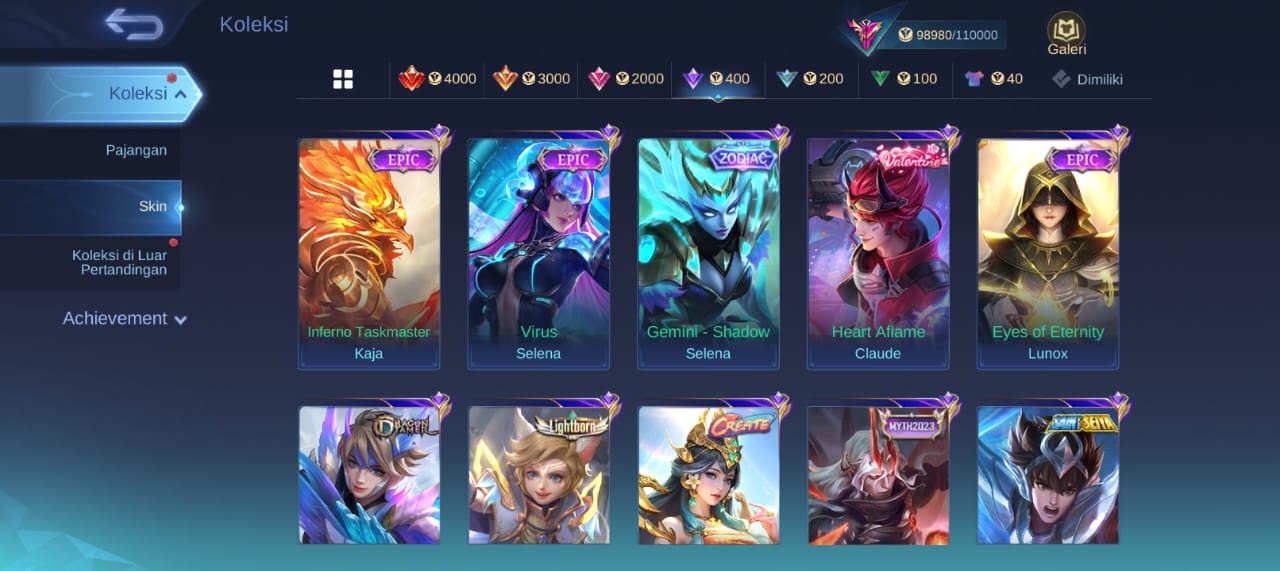 Koleksi
98980/110000
Galeri
4000
3000
2000
400
200
100
40
Dimiliki
Koleksi
Pajangan
Skin
Koleksi di Luar
Pertandingan
Achievement
EPIC
EPIC
ZODIAC
Valentine
EPIC
Inferno Taskmaster
Virus
Gemini - Shadow
Heart Aflame
Eyes of Eternity
Kaja
Selena
Selena
Claude
Lunox
Lightborn
CREATE
MYTH2023
SAINT SEIYA